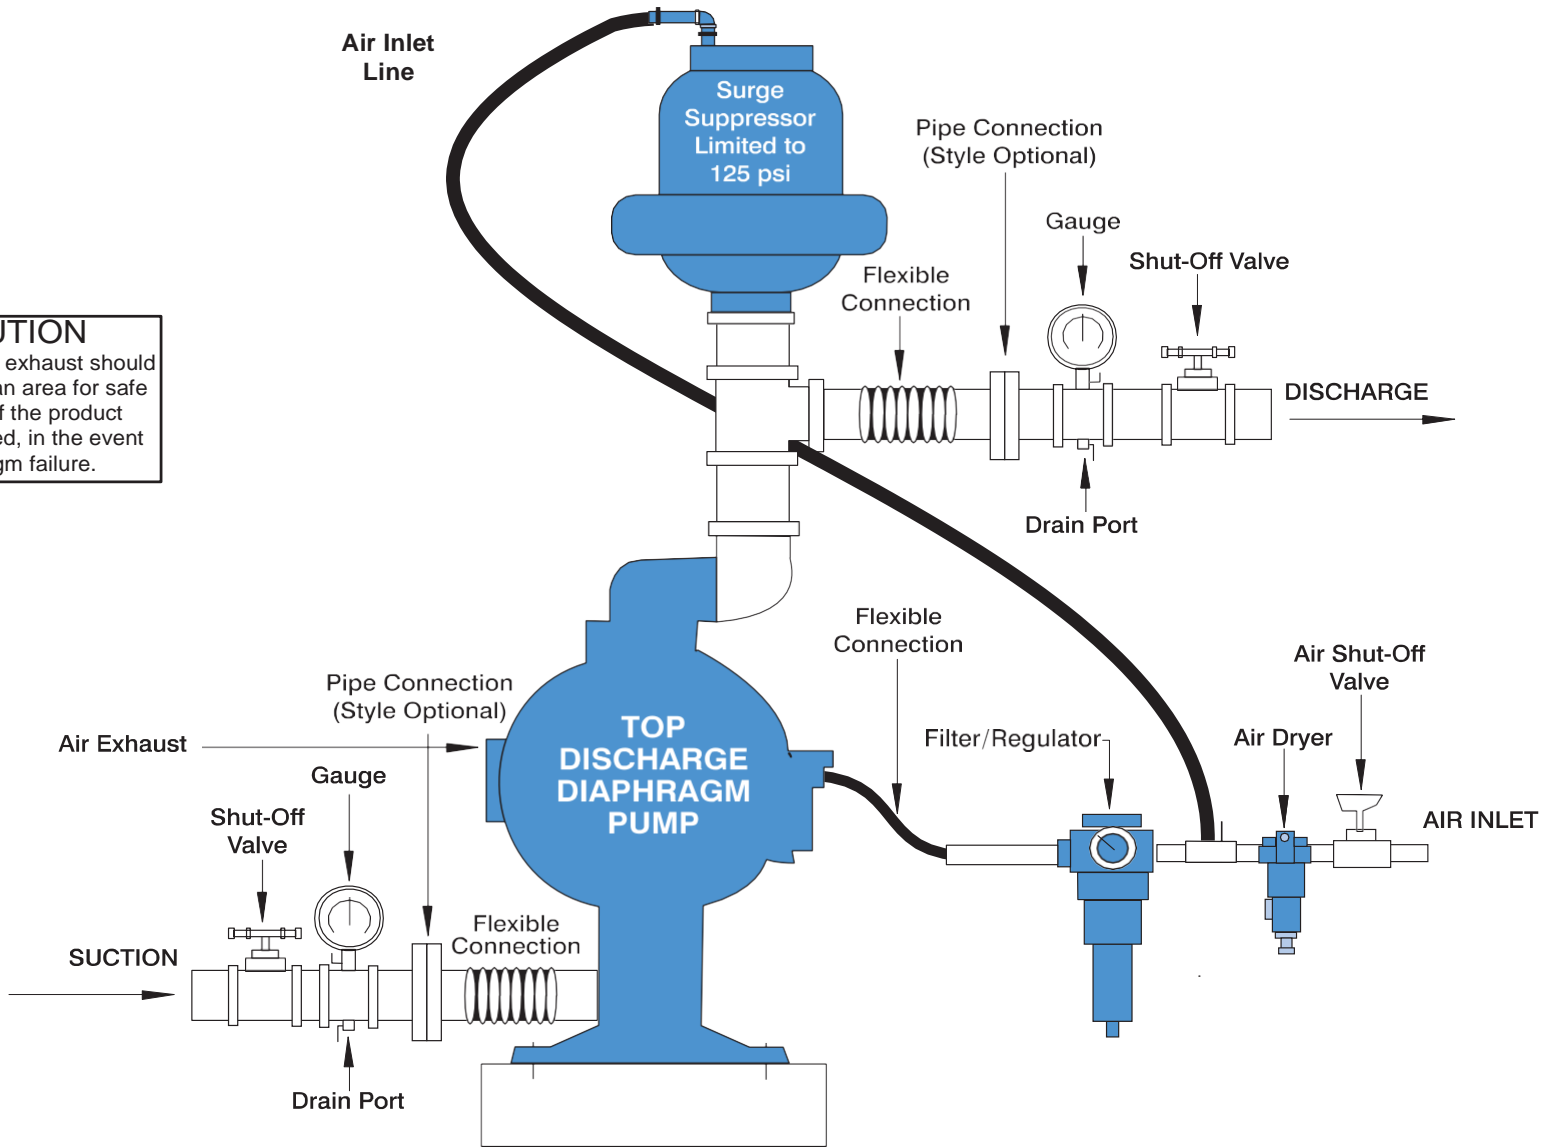 Air Inlet
Line
Surge
Suppressor
Limited to
125 psi
Pipe Connection
(Style Optional)
Gauge
Shut-Off Valve
Flexible
Connection
DISCHARGE
Drain Port
exhaust should
an area for safe
the product
in the event
failure.
Flexible
Connection
Air Shut-Off
Valve
Pipe Connection
(Style Optional)
Air Exhaust
TOP
DISCHARGE
DIAPHRAGM
PUMP
Filter/Regulator
Air Dryer
AIR INLET
Gauge
Shut-Off
Valve
Flexible
Connection
SUCTION
Drain Port